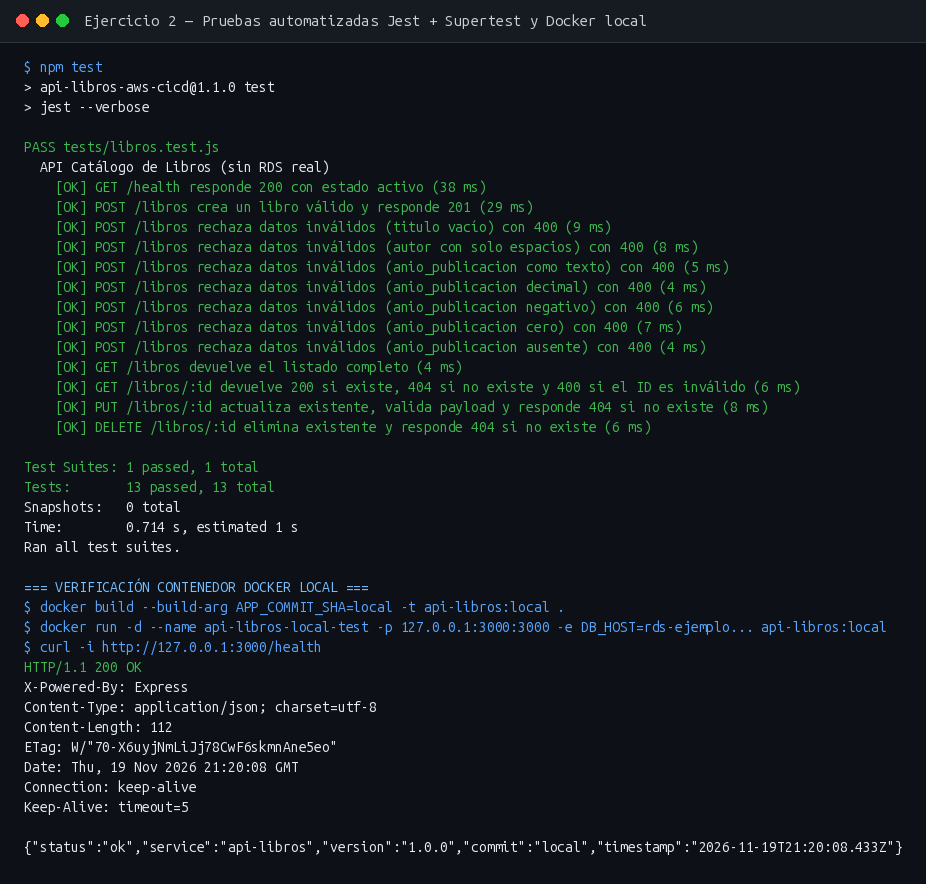 Ejercicio 2 — Pruebas automatizadas Jest + Supertest y Docker local
$ npm test
> api-libros-aws-cicd@1.1.0 test
> jest --verbose
PASS tests/libros.test.js
API Catálogo de Libros (sin RDS real)
[OK] GET /health responde 200 con estado activo (38 ms)
[OK] POST /libros crea un libro válido y responde 201 (29 ms)
[OK] POST /libros rechaza datos inválidos (titulo vacío) con 400 (9 ms)
[OK] POST /libros rechaza datos inválidos (autor con solo espacios) con 400 (8 ms)
[OK] POST /libros rechaza datos inválidos (anio_publicacion como texto) con 400 (5 ms)
[OK] POST /libros rechaza datos inválidos (anio_publicacion decimal) con 400 (4 ms)
[OK] POST /libros rechaza datos inválidos (anio_publicacion negativo) con 400 (6 ms)
[OK] POST /libros rechaza datos inválidos (anio_publicacion cero) con 400 (7 ms)
[OK] POST /libros rechaza datos inválidos (anio_publicacion ausente) con 400 (4 ms)
[OK] GET /libros devuelve el listado completo (4 ms)
[OK] GET /libros/:id devuelve 200 si existe, 404 si no existe y 400 si el ID es inválido (6 ms)
[OK] PUT /libros/:id actualiza existente, valida payload y responde 404 si no existe (8 ms)
[OK] DELETE /libros/:id elimina existente y responde 404 si no existe (6 ms)
Test Suites: 1 passed, 1 total
Tests:       13 passed, 13 total
Snapshots:   0 total
Time:        0.714 s, estimated 1 s
Ran all test suites.
=== VERIFICACIÓN CONTENEDOR DOCKER LOCAL ===
$ docker build --build-arg APP_COMMIT_SHA=local -t api-libros:local .
$ docker run -d --name api-libros-local-test -p 127.0.0.1:3000:3000 -e DB_HOST=rds-ejemplo... api-libros:local
$ curl -i http://127.0.0.1:3000/health
HTTP/1.1 200 OK
X-Powered-By: Express
Content-Type: application/json; charset=utf-8
Content-Length: 112
ETag: W/"70-X6uyjNmLiJj78CwF6skmnAne5eo"
Date: Thu, 19 Nov 2026 21:20:08 GMT
Connection: keep-alive
Keep-Alive: timeout=5
{"status":"ok","service":"api-libros","version":"1.0.0","commit":"local","timestamp":"2026-11-19T21:20:08.433Z"}